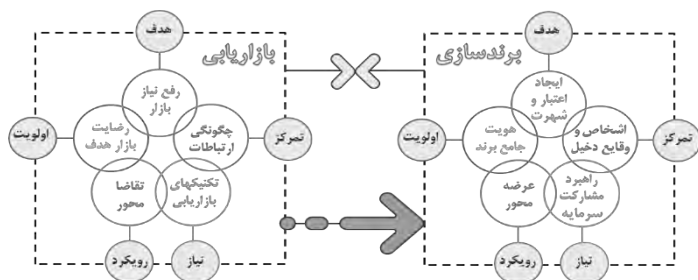 هدف
برندسازی
ایجاد
اعتبار و
شهرت
تمرکز
اشخاص و
وقایع دخیل
هویت
جامع برند
اولویت
راهبرد
مشارکت
سرمایه
عرضه
محور
نیاز
رویکرد
هدف
بازاریابی
رفع نیاز
بازار
تمرکز
چگونگی
ارتباطات
رضایت
بازار هدف
اولویت
تکنیکهای
بازاریابی
تقاضا
محور
نیاز
رویکرد